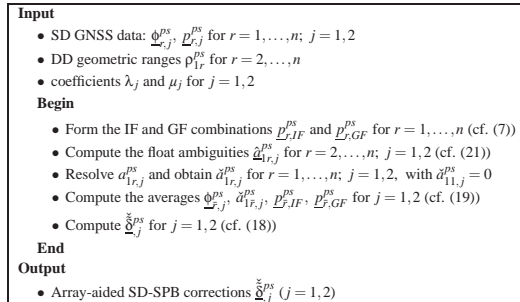 Input
• SD GNSS data: ϕ̲^{ps}_{r,j}, p̲^{ps}_{r,j} for r = 1,...,n; j = 1,2
• DD geometric ranges ρ^{ps}_{1r} for r = 2,...,n
• coefficients λ_j and μ_j for j = 1,2
Begin
• Form the IF and GF combinations p̲^{ps}_{r,IF} and p̲^{ps}_{r,GF} for r = 1,...,n (cf. (7))
• Compute the float ambiguities â̲^{ps}_{1r,j} for r = 2,...,n; j = 1,2 (cf. (21))
• Resolve a^{ps}_{1r,j} and obtain ǎ^{ps}_{1r,j} for r = 1,...,n; j = 1,2, with ǎ^{ps}_{11,j} = 0
• Compute the averages ϕ̲^{ps}_{r̄,j}, ǎ^{ps}_{1r̄,j}, p̲^{ps}_{r̄,IF}, p̲^{ps}_{r̄,GF} for j = 1,2 (cf. (19))
• Compute δ̲̃̌^{ps}_{,j} for j = 1,2 (cf. (18))
End
Output
• Array-aided SD-SPB corrections δ̲̃̌^{ps}_{,j} (j = 1,2)